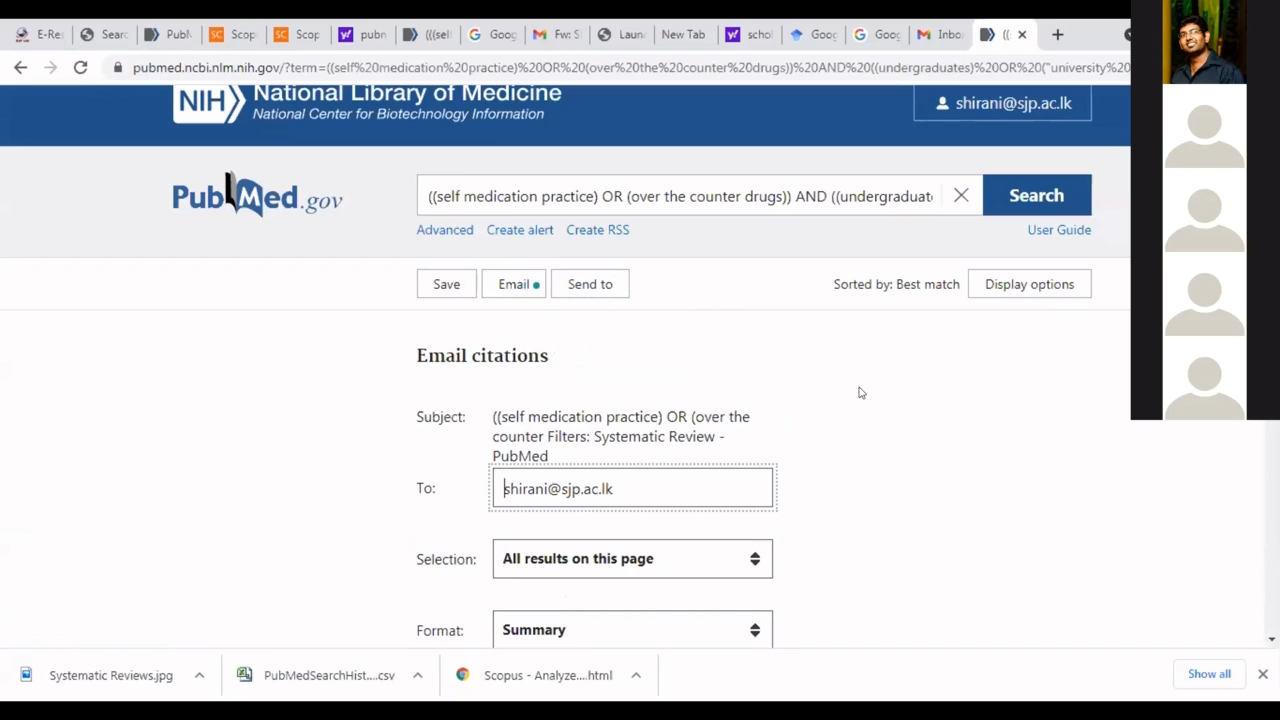 E-Res
Searc
PubM
Scop
Scop
pubn
(((sel
Goog
Fw: S
Laun
New Tab
schol
Goog
Goog
Inbo
((
pubmed.ncbi.nlm.nih.gov/?term=((self%20medication%20practice)%20OR%20(over%20the%20counter%20drugs))%20AND%20((undergraduates)%20OR%20("university%20
NIH
National Library of Medicine
National Center for Biotechnology Information
shirani@sjp.ac.lk
PubMed.gov
((self medication practice) OR (over the counter drugs)) AND ((undergraduat
Search
Advanced
Create alert
Create RSS
User Guide
Save
Email
Send to
Sorted by: Best match
Display options
Email citations
Subject:
((self medication practice) OR (over the
counter Filters: Systematic Review -
PubMed
To:
shirani@sjp.ac.lk
Selection:
All results on this page
Format:
Summary
Systematic Reviews.jpg
PubMedSearchHist....csv
Scopus - Analyze....html
Show all